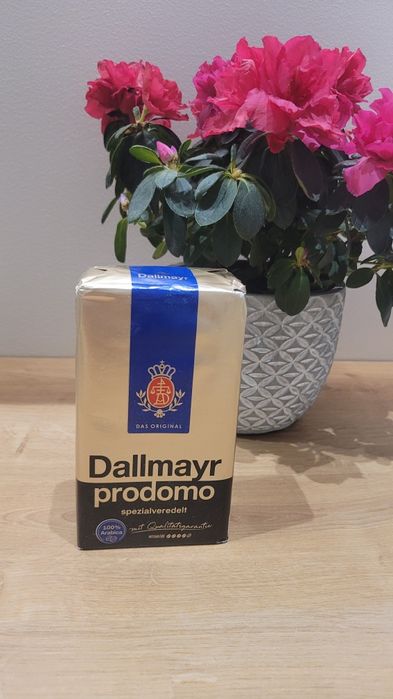 Dallmayr
DAS ORIGINAL
Dallmayr
prodomo
spezialveredelt
mit Qualitätsgarantie
100%
Arabica